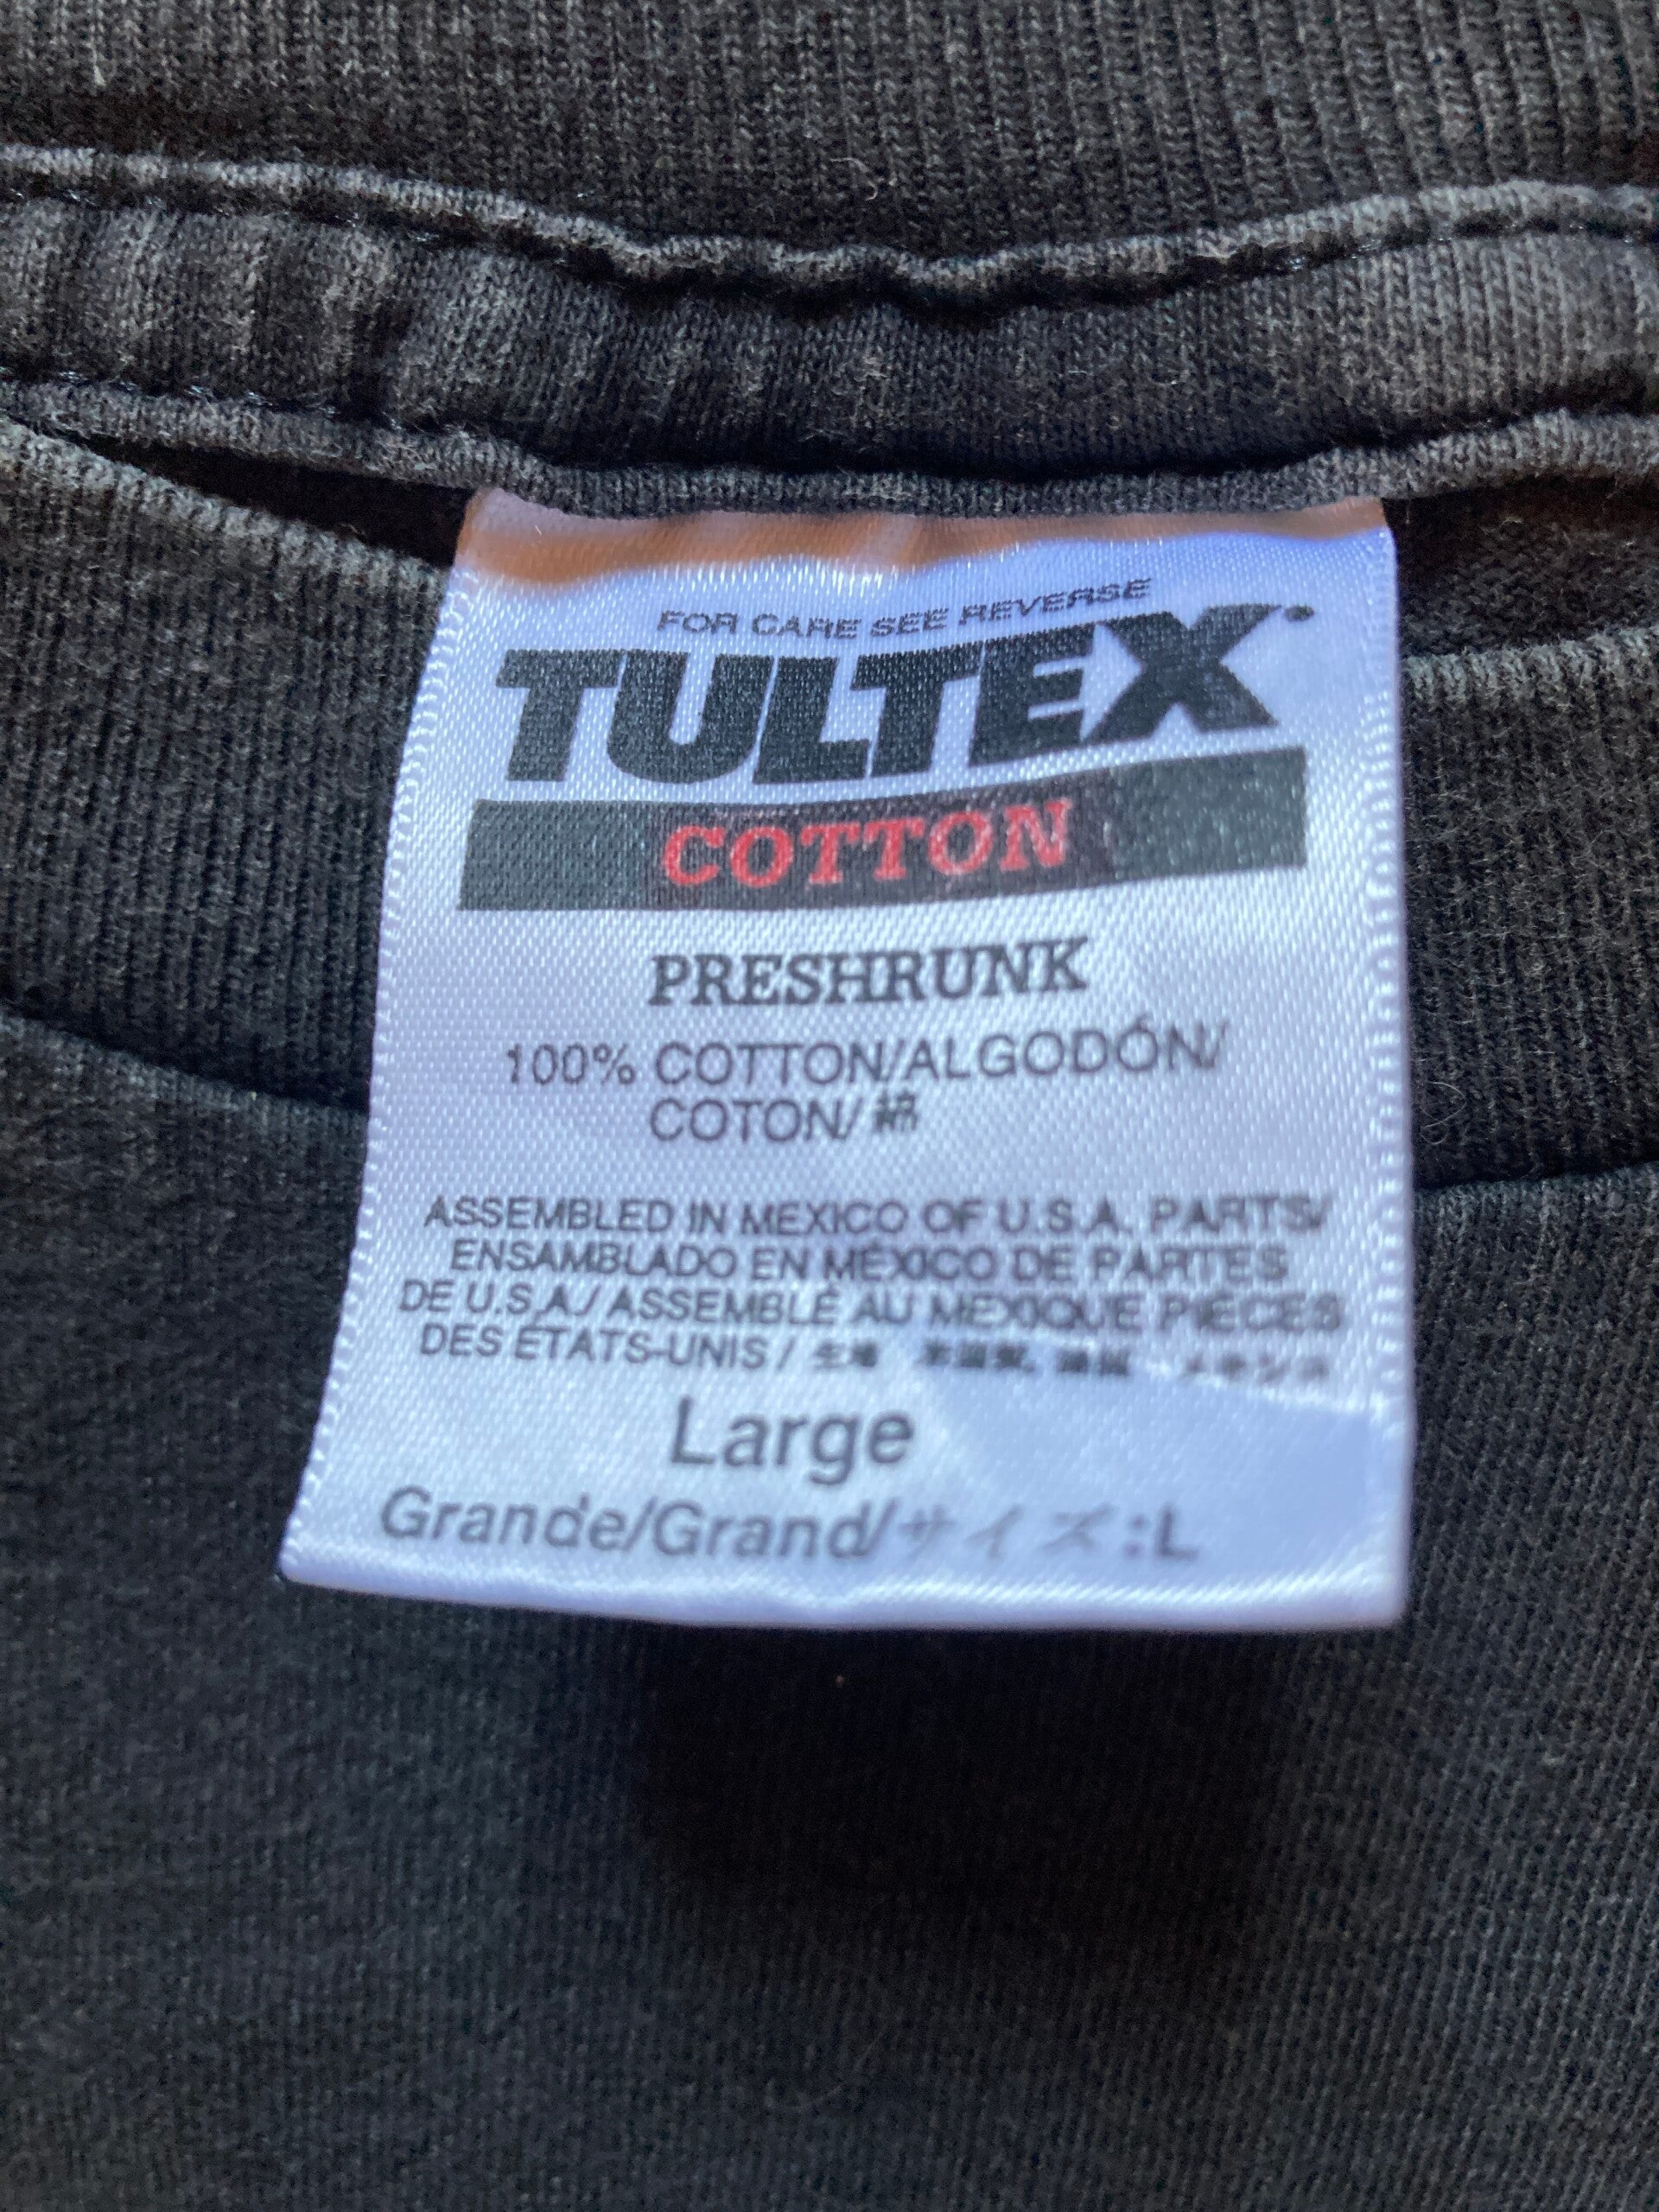 FOR CARE SEE REVERSE
TULTEX
COTTON
PRESHRUNK
100% COTTON/ALGODÓN/
COTON/綿
ASSEMBLED IN MEXICO OF U.S.A. PARTS/
ENSAMBLADO EN MÉXICO DE PARTES
DE U.S.A./ASSEMBLÉ AU MEXIQUE PIECES
DES ÉTATS-UNIS/
Large
Grande/Grand/サイズ:L